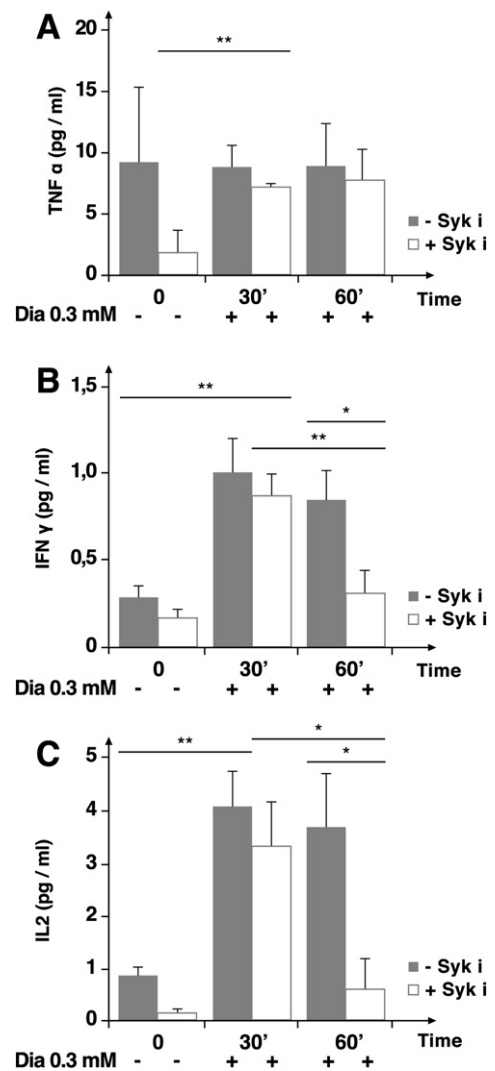 A
20
**
15
10
5
0
TNF α (pg / ml)
- Syk i
+ Syk i
0 30’ 60’ Time
Dia 0.3 mM - - + + + +
B
1,5
**
*
**
1,0
0,5
0
IFN γ (pg / ml)
- Syk i
+ Syk i
0 30’ 60’ Time
Dia 0.3 mM - - + + + +
C
*
**
*
5
4
3
2
1
0
IL2 (pg / ml)
- Syk i
+ Syk i
0 30’ 60’ Time
Dia 0.3 mM - - + + + +